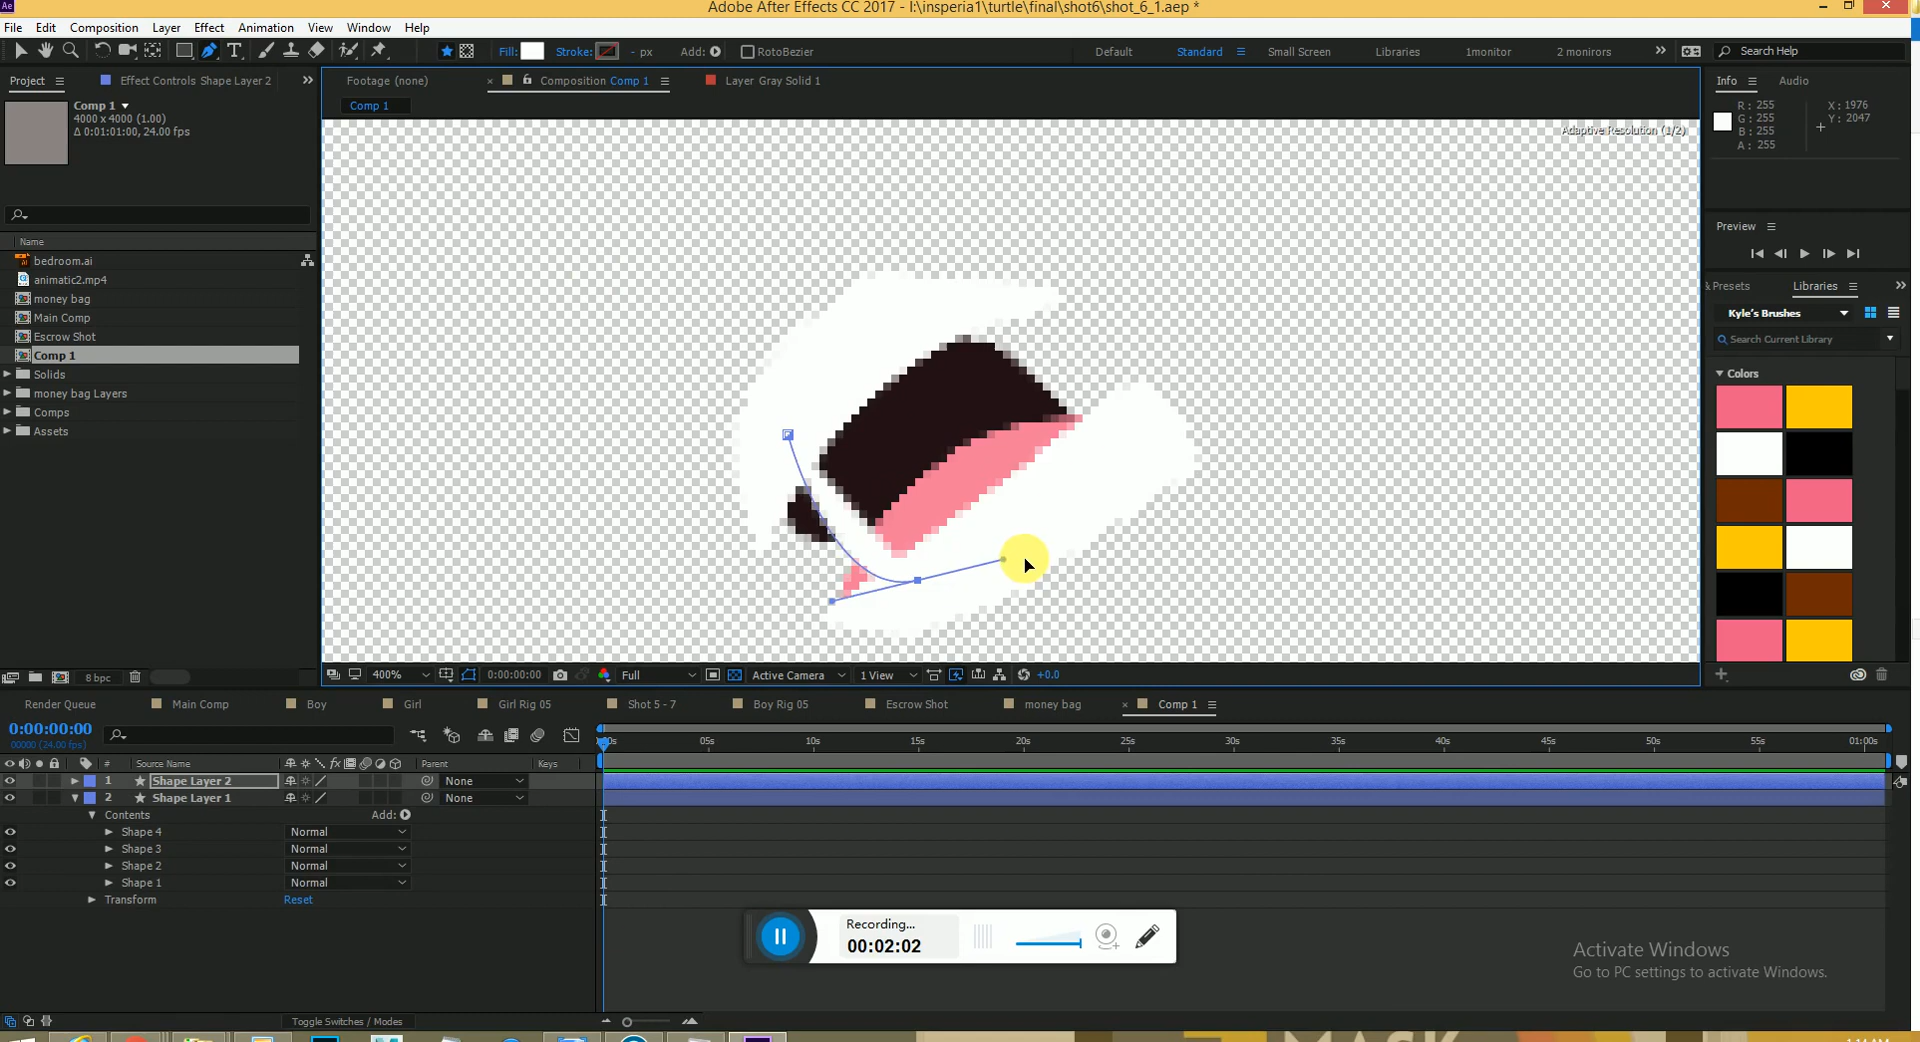 Ae
Adobe After Effects CC 2017 - I:\insperia1\turtle\final\shot6\shot_6_1.aep *
File Edit Composition Layer Effect Animation View Window Help
Fill: Stroke: - px Add: RotoBezier Default Standard Small Screen Libraries 1monitor 2 monirors Search Help
Project Effect Controls Shape Layer 2
Footage (none) Composition Comp 1 Layer Gray Solid 1
Info Audio
Comp 1
4000 x 4000 (1.00)
Δ 0:01:01:00, 24.00 fps
Comp 1
R: 255
G: 255
B: 255
A: 255
X: 1976
Y: 2047
Adaptive Resolution (1/2)
Name
bedroom.ai
animatic2.mp4
money bag
Main Comp
Escrow Shot
Comp 1
Solids
money bag Layers
Comps
Assets
Preview
Presets Libraries
Kyle's Brushes
Search Current Library
Colors
8 bpc
400% 0:00:00:00 Full Active Camera 1 View +0.0
Render Queue Main Comp Boy Girl Girl Rig 05 Shot 5 - 7 Boy Rig 05 Escrow Shot money bag Comp 1
0:00:00:00
00000 (24.00 fps)
05s 10s 15s 20s 25s 30s 35s 40s 45s 50s 55s 01:00s
# Source Name Parent Keys
1 Shape Layer 2 None
2 Shape Layer 1 None
Contents Add:
Shape 4 Normal
Shape 3 Normal
Shape 2 Normal
Shape 1 Normal
Transform Reset
Recording...
00:02:02
Activate Windows
Go to PC settings to activate Windows.
Toggle Switches / Modes